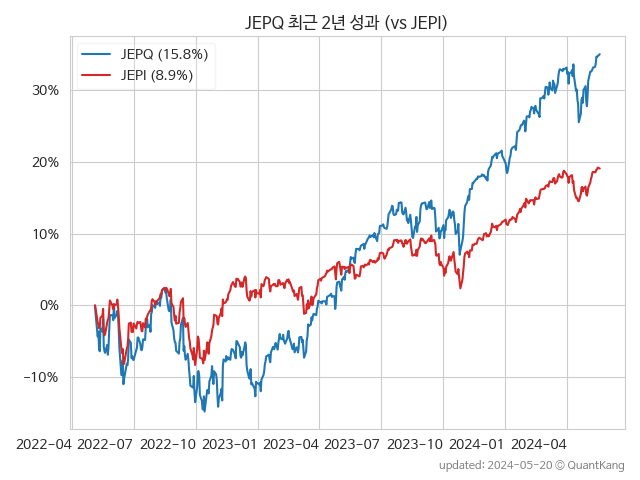 JEPQ 최근 2년 성과 (vs JEPI)
JEPQ (15.8%)
JEPI (8.9%)
30%
20%
10%
0%
−10%
2022-04 2022-07 2022-10 2023-01 2023-04 2023-07 2023-10 2024-01 2024-04
updated: 2024-05-20 © QuantKang